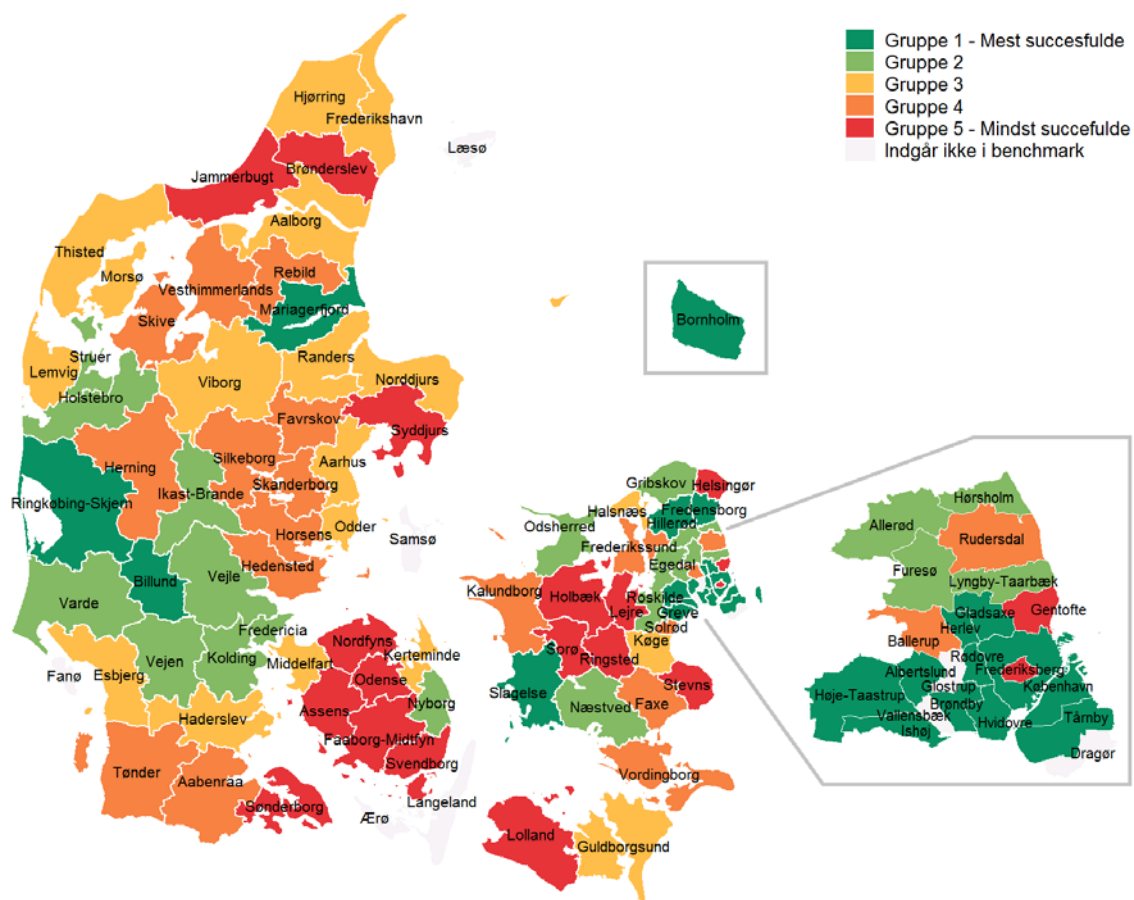 Gruppe 1 - Mest succesfulde
Gruppe 2
Gruppe 3
Gruppe 4
Gruppe 5 - Mindst succefulde
Indgår ikke i benchmark
Hjørring
Frederikshavn
Læsø
Brønderslev
Jammerbugt
Aalborg
Thisted
Morsø
Rebild
Vesthimmerlands
Mariagerfjord
Skive
Bornholm
Struer
Lemvig
Randers
Viborg
Norddjurs
Holstebro
Favrskov
Syddjurs
Silkeborg
Aarhus
Herning
Skanderborg
Ikast-Brande
Ringkøbing-Skjern
Odder
Horsens
Samsø
Hedensted
Billund
Vejle
Varde
Fredericia
Vejen
Kolding
Middelfart
Nordfyns
Kerteminde
Fanø
Esbjerg
Odense
Nyborg
Assens
Haderslev
Faaborg-Midtfyn
Svendborg
Tønder
Aabenraa
Sønderborg
Langeland
Ærø
Gribskov
Helsingør
Halsnæs
Fredensborg
Hillerød
Odsherred
Frederikssund
Egedal
Kalundborg
Holbæk
Roskilde
Lejre
Greve
Solrød
Køge
Sorø
Ringsted
Stevns
Slagelse
Næstved
Faxe
Vordingborg
Lolland
Guldborgsund
Hørsholm
Allerød
Rudersdal
Furesø
Lyngby-Taarbæk
Gentofte
Gladsaxe
Herlev
Ballerup
Rødovre
Albertslund
Frederiksberg
Glostrup
København
Høje-Taastrup
Brøndby
Vallensbæk
Hvidovre
Tårnby
Ishøj
Dragør